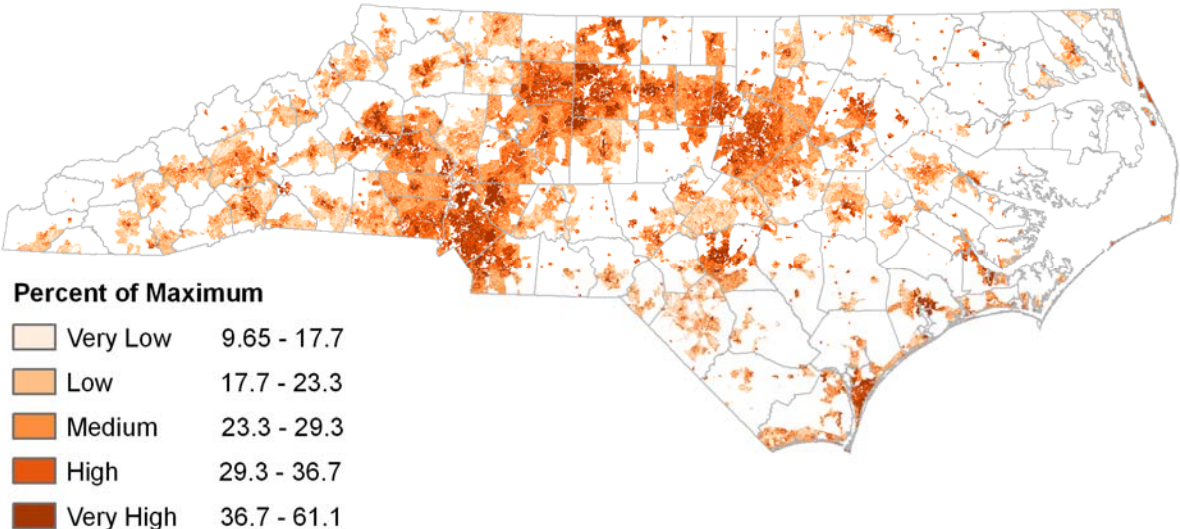 Percent of Maximum
Very Low 9.65 - 17.7
Low 17.7 - 23.3
Medium 23.3 - 29.3
High 29.3 - 36.7
Very High 36.7 - 61.1